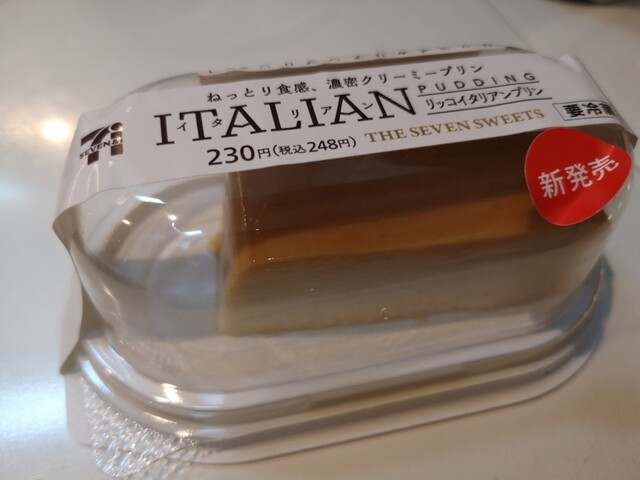 ねっとり食感、濃密クリーミープリン
ITALIAN
イタリアン
PUDDING
リッコイタリアンプリン
要冷
230円(税込248円)
THE SEVEN SWEETS
新発売
7i
SEVEN&i